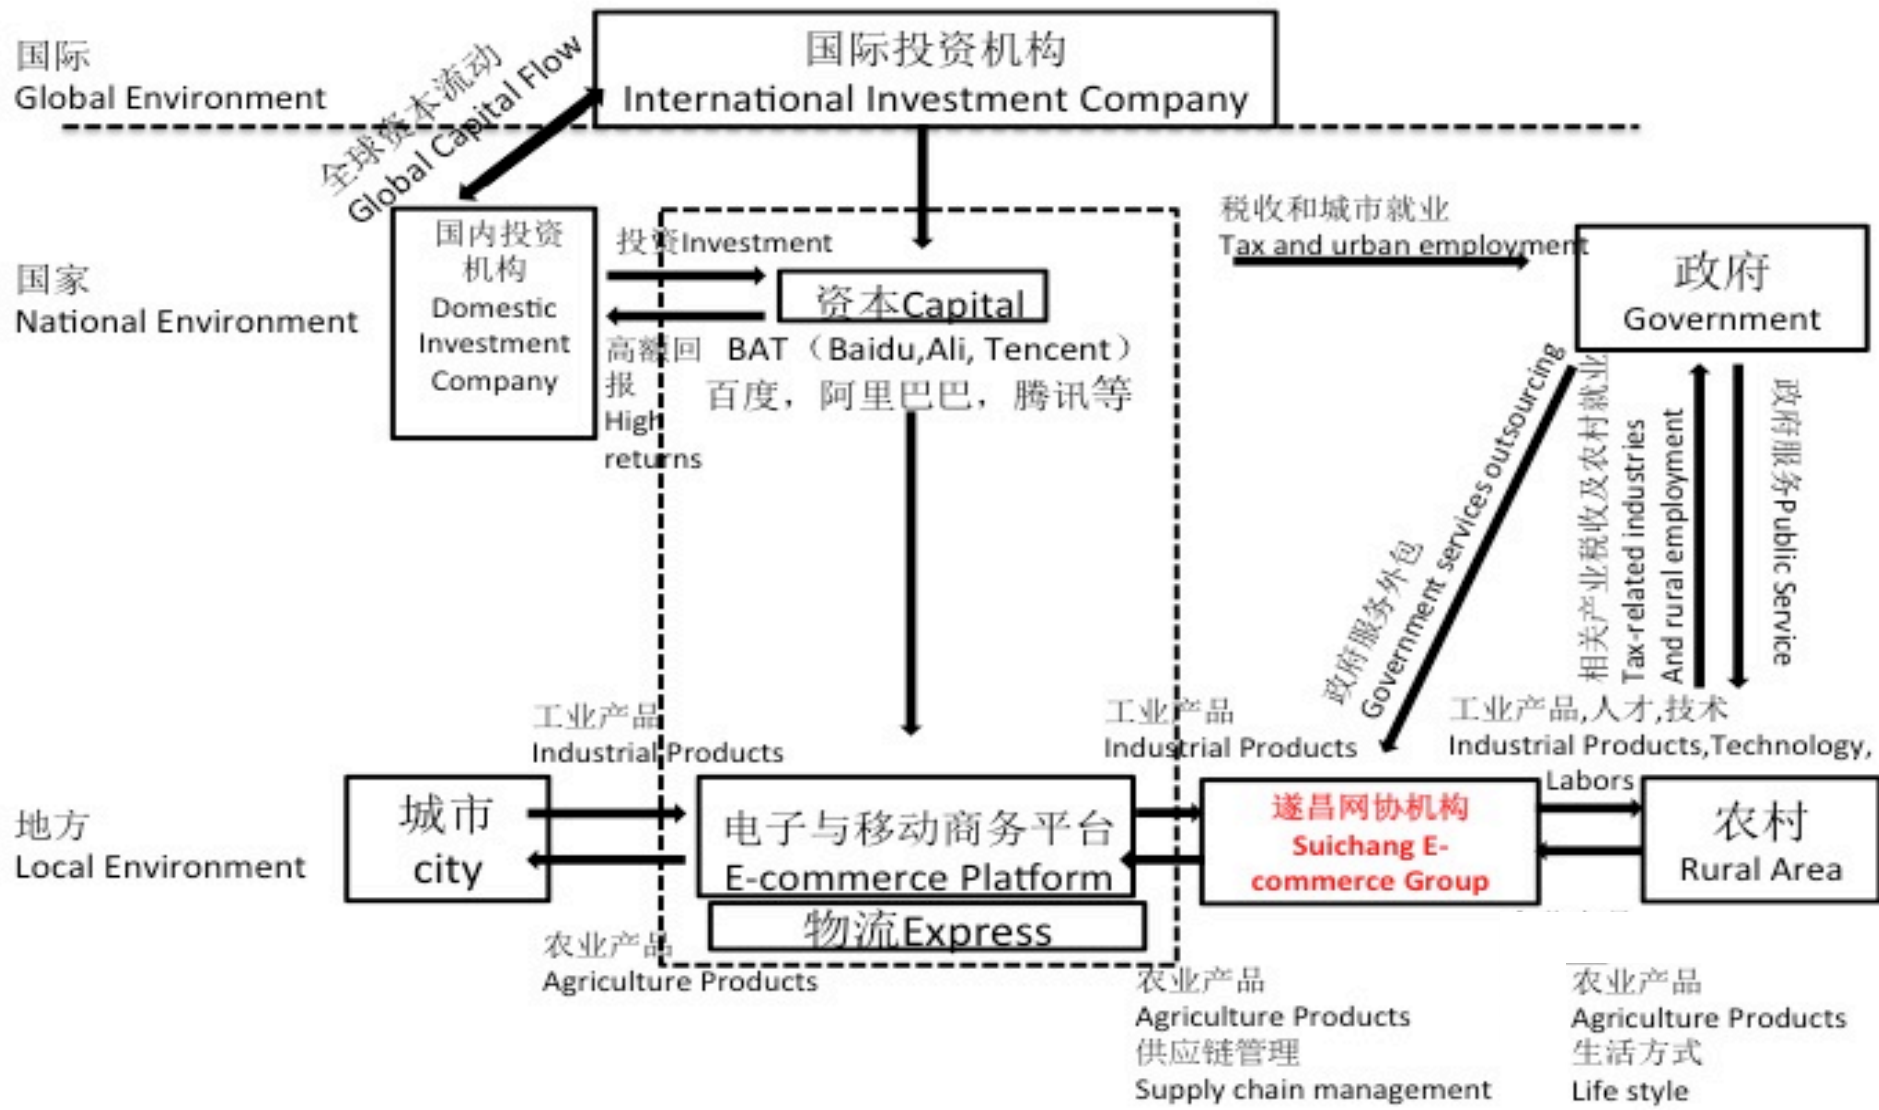 国际
Global Environment
国际投资机构
International Investment Company
全球资本流动
Global Capital Flow
国家
National Environment
国内投资
机构
Domestic
Investment
Company
投资Investment
高额回
报
High
returns
资本Capital
BAT（Baidu,Ali, Tencent）
百度，阿里巴巴，腾讯等
税收和城市就业
Tax and urban employment
政府
Government
政府服务外包
Government services outsourcing
相关产业税收及农村就业
Tax-related industries
And rural employment
政府服务Public Service
地方
Local Environment
城市
city
工业产品
Industrial Products
农业产品
Agriculture Products
电子与移动商务平台
E-commerce Platform
物流Express
工业产品
Industrial Products
农业产品
Agriculture Products
供应链管理
Supply chain management
遂昌网协机构
Suichang E-
commerce Group
工业产品,人才,技术
Industrial Products,Technology,
Labors
农村
Rural Area
农业产品
Agriculture Products
生活方式
Life style